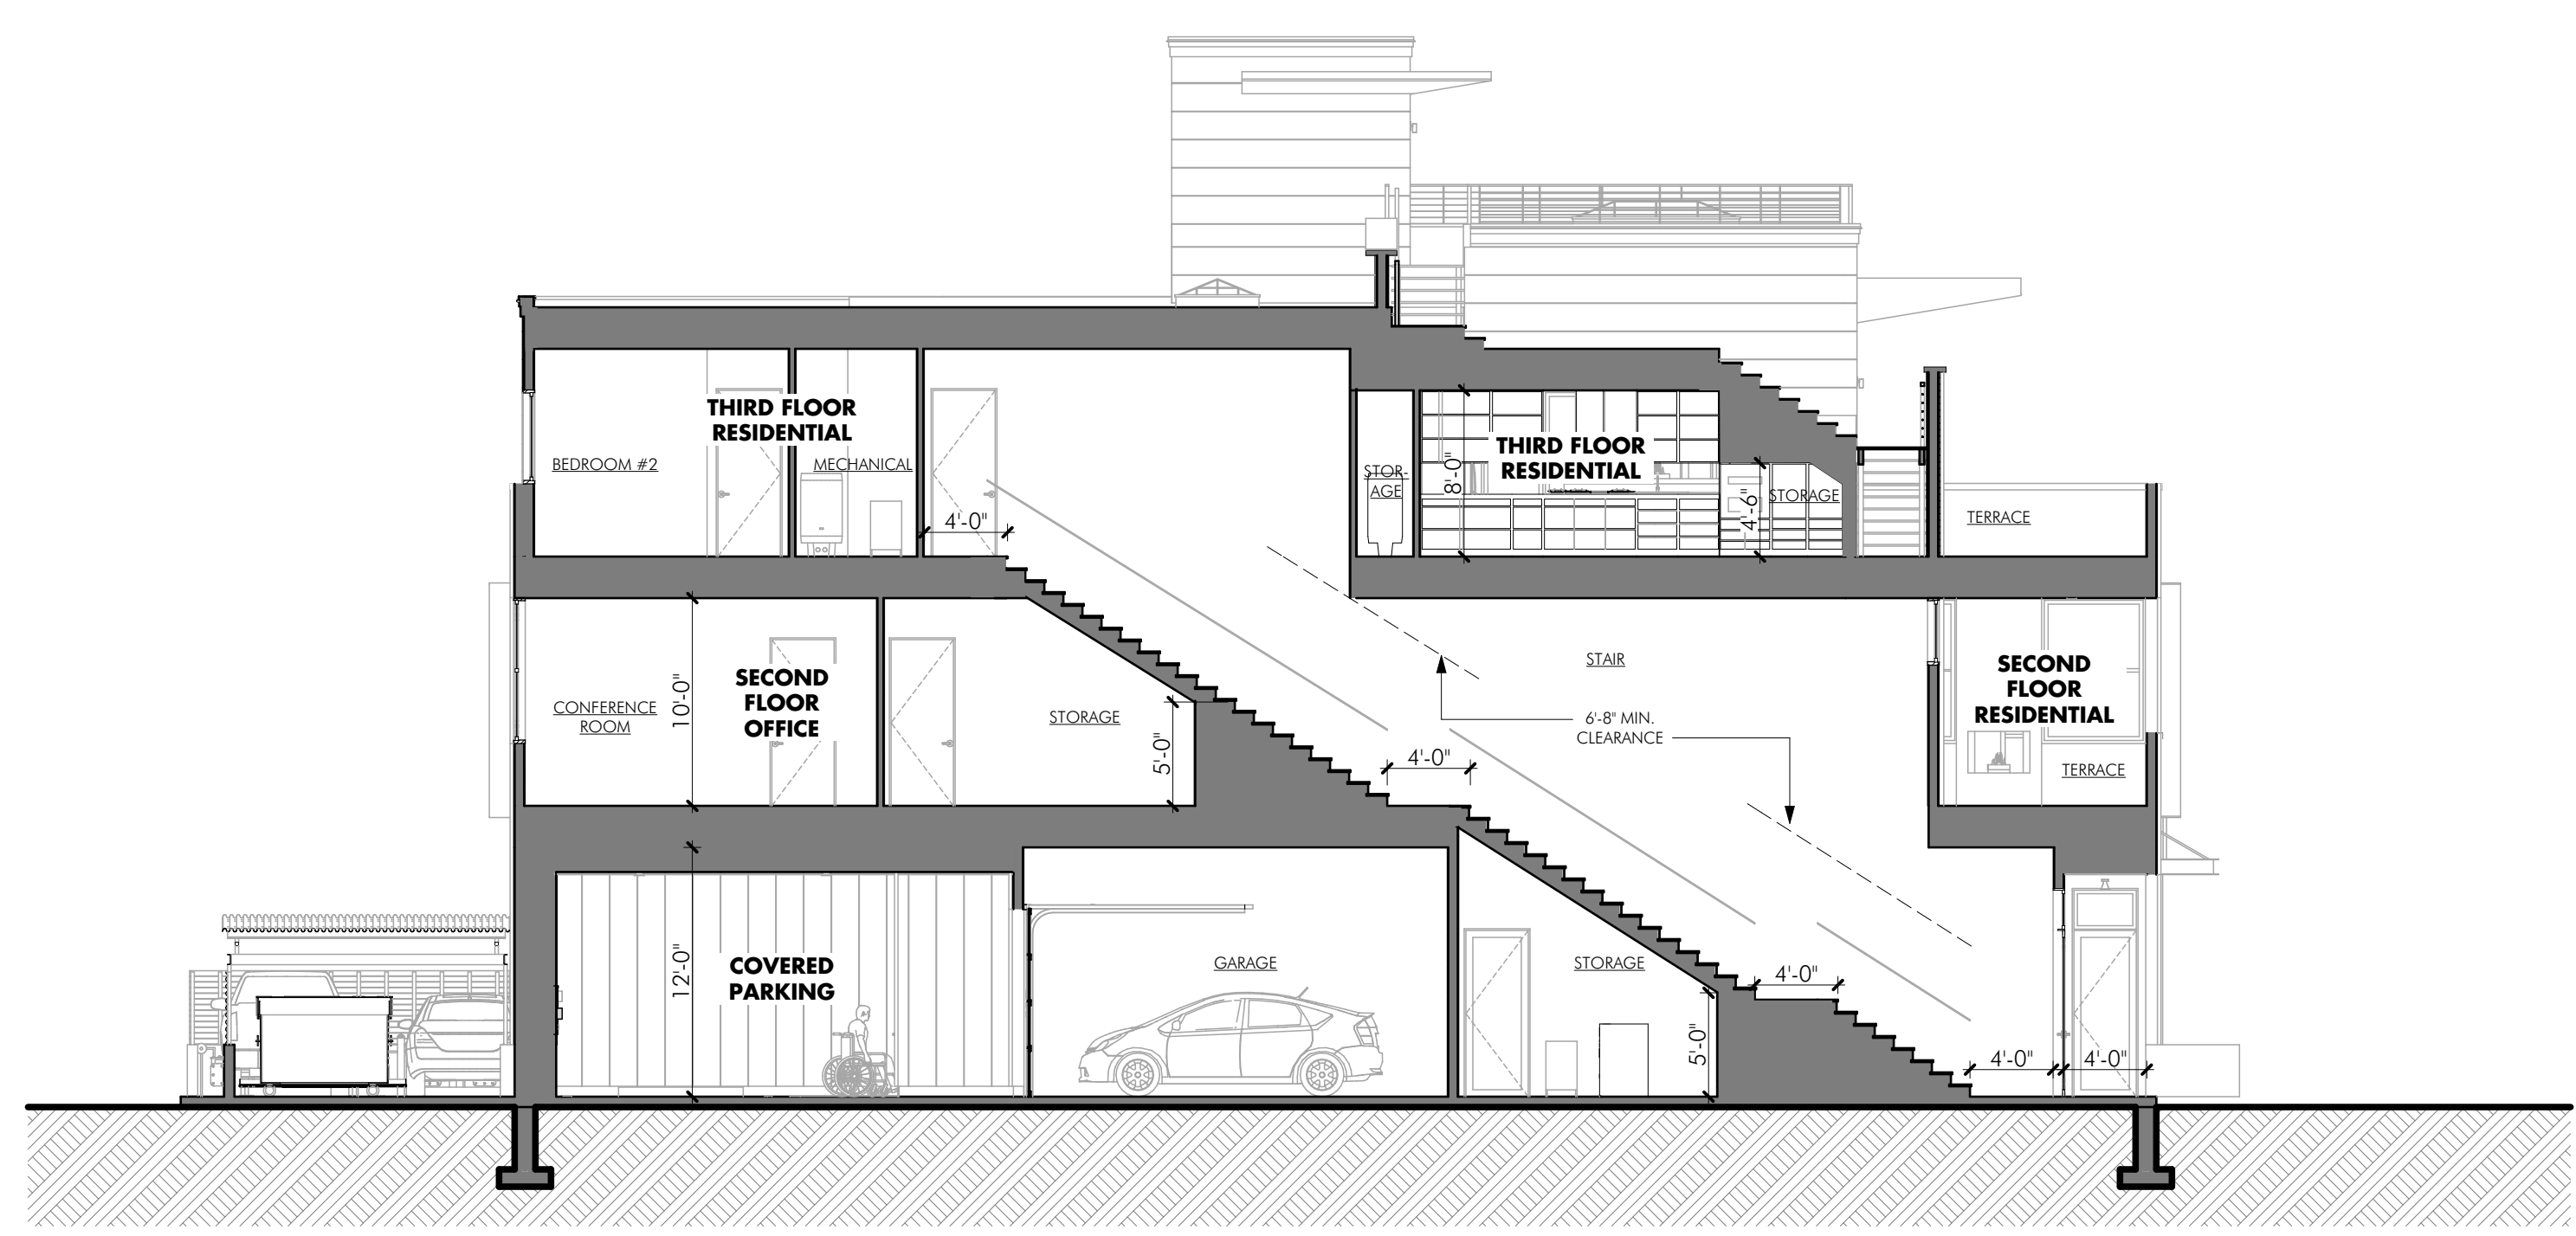 THIRD FLOOR
RESIDENTIAL
BEDROOM #2
MECHANICAL
4'-0"
STOR-
AGE
8'-0"
THIRD FLOOR
RESIDENTIAL
4'-6"
STORAGE
TERRACE
CONFERENCE
ROOM
10'-0"
SECOND
FLOOR
OFFICE
STORAGE
5'-0"
4'-0"
STAIR
6'-8" MIN.
CLEARANCE
SECOND
FLOOR
RESIDENTIAL
TERRACE
12'-0"
COVERED
PARKING
GARAGE
STORAGE
5'-0"
4'-0"
4'-0"
4'-0"